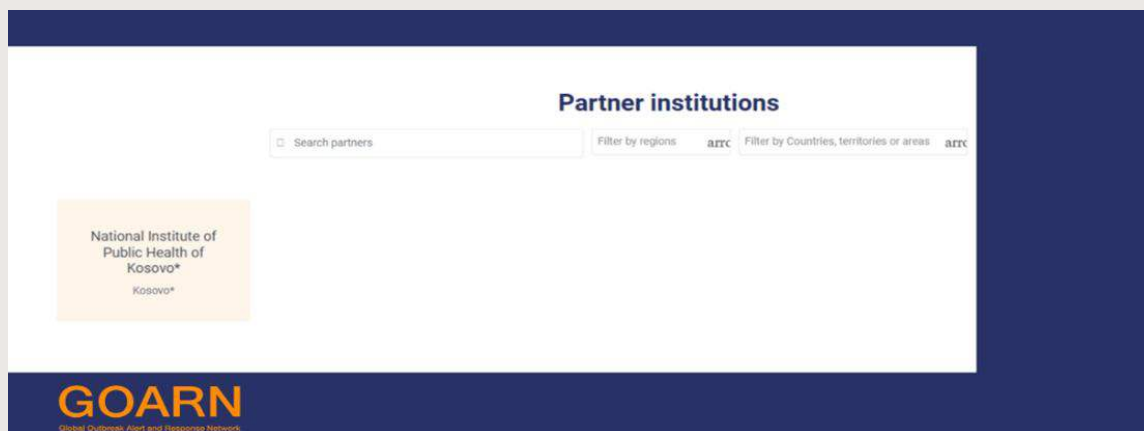 Partner institutions
Search partners
Filter by regions
arrc
Filter by Countries, territories or areas
arrc
National Institute of
Public Health of
Kosovo*
Kosovo*
GOARN
Global Outbreak Alert and Response Network